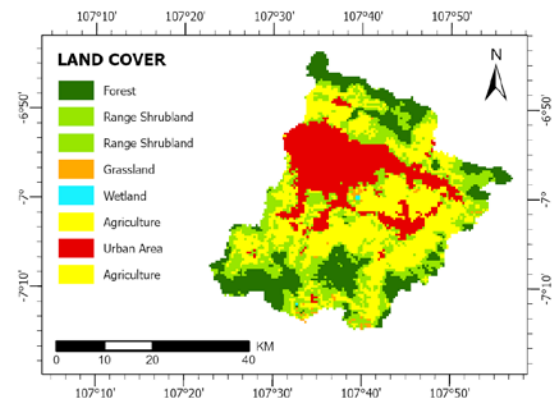 107°10' 107°20' 107°30' 107°40' 107°50'
LAND COVER
N
Forest
Range Shrubland
Range Shrubland
Grassland
Wetland
Agriculture
Urban Area
Agriculture
-6°50' -6°50'
-7° -7°
-7°10' -7°10'
KM
0 10 20 40
107°10' 107°20' 107°30' 107°40' 107°50'